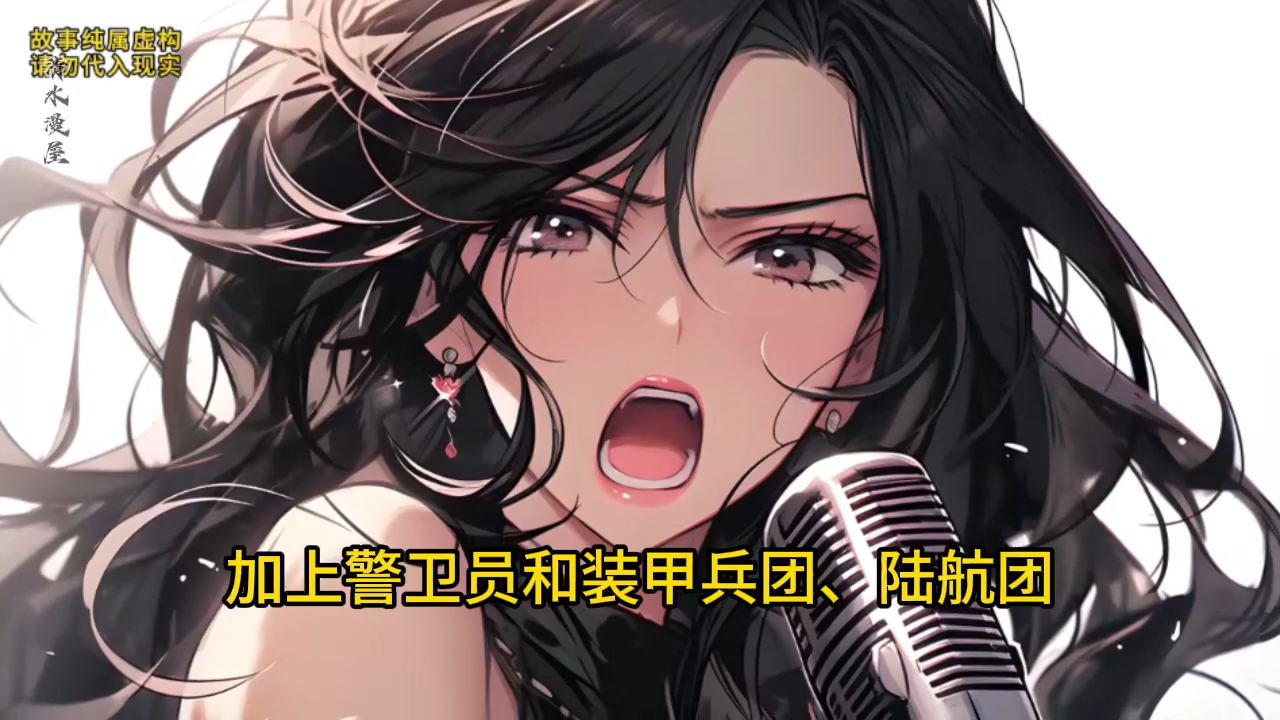 故事纯属虚构
请勿代入现实
水漫屋
加上警卫员和装甲兵团、陆航团